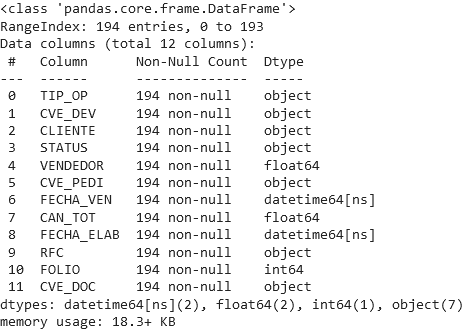 <class 'pandas.core.frame.DataFrame'>
RangeIndex: 194 entries, 0 to 193
Data columns (total 12 columns):
 #   Column      Non-Null Count  Dtype
---  ------      --------------  -----
 0   TIP_OP      194 non-null    object
 1   CVE_DEV     194 non-null    object
 2   CLIENTE     194 non-null    object
 3   STATUS      194 non-null    object
 4   VENDEDOR    194 non-null    float64
 5   CVE_PEDI    194 non-null    object
 6   FECHA_VEN   194 non-null    datetime64[ns]
 7   CAN_TOT     194 non-null    float64
 8   FECHA_ELAB  194 non-null    datetime64[ns]
 9   RFC         194 non-null    object
 10  FOLIO       194 non-null    int64
 11  CVE_DOC     194 non-null    object
dtypes: datetime64[ns](2), float64(2), int64(1), object(7)
memory usage: 18.3+ KB